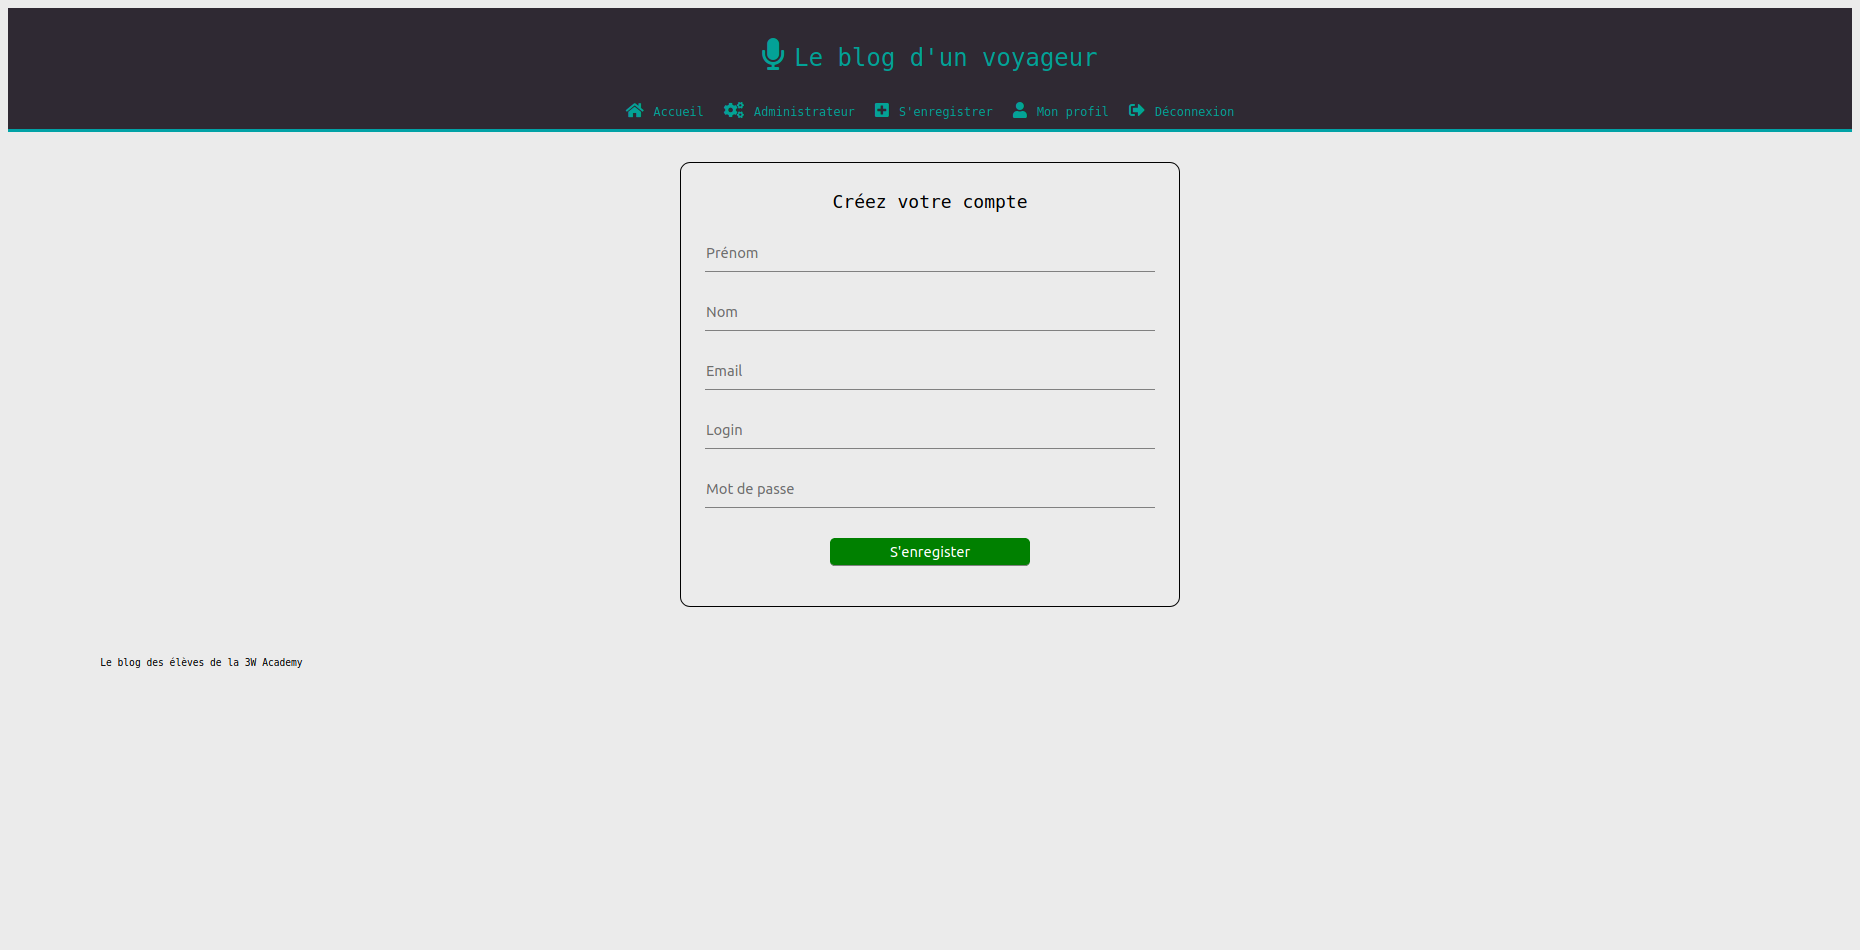 Le blog d'un voyageur
Accueil Administrateur S'enregistrer Mon profil Déconnexion
Créez votre compte
Prénom
Nom
Email
Login
Mot de passe
S'enregister
Le blog des élèves de la 3W Academy